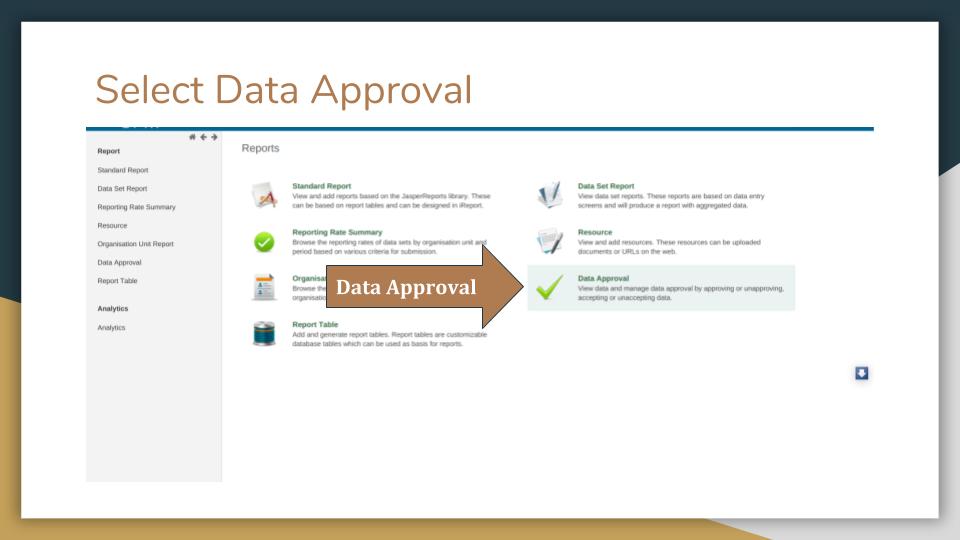 Select Data Approval
Report
Standard Report
Data Set Report
Reporting Rate Summary
Resource
Organisation Unit Report
Data Approval
Report Table
Analytics
Analytics
Reports
Standard Report
View and add reports based on the JasperReports library. These
can be based on report tables and can be designed in iReport.
Data Set Report
View data set reports. These reports are based on data entry
screens and will produce a report with aggregated data.
Reporting Rate Summary
Browse the reporting rates of data sets by organisation unit and
period based on various criteria for submission.
Resource
View and add resources. These resources can be uploaded
documents or URLs on the web.
Browse the
Data Approval
Data Approval
View data and manage data approval by approving or unapproving,
accepting or unaccepting data.
Report Table
Add and generate report tables. Report tables are customizable
database tables which can be used as basis for reports.